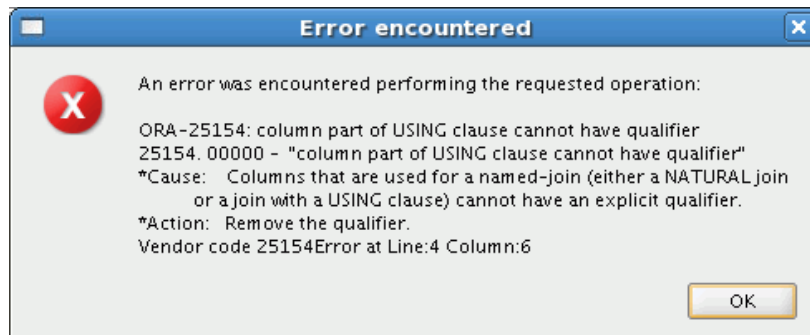 Error encountered
An error was encountered performing the requested operation:
ORA-25154: column part of USING clause cannot have qualifier
25154. 00000 - "column part of USING clause cannot have qualifier"
*Cause: Columns that are used for a named-join (either a NATURAL join
or a join with a USING clause) cannot have an explicit qualifier.
*Action: Remove the qualifier.
Vendor code 25154Error at Line:4 Column:6
OK